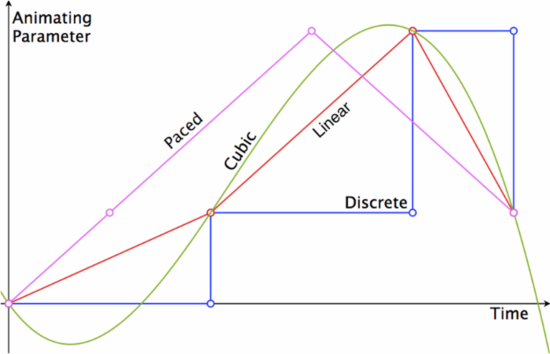 Animating
Parameter
Paced
Cubic
Linear
Discrete
Time